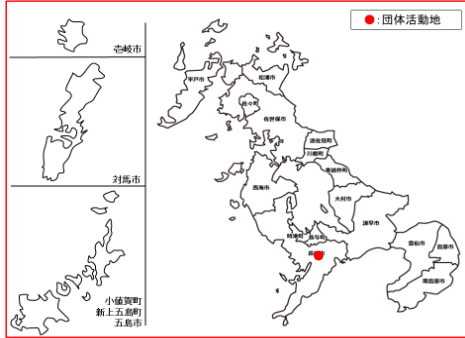 ●:団体活動地
壱岐市
対馬市
小値賀町
新上五島町
五島市
平戸市
松浦市
佐々町
佐世保市
波佐見町
川棚町
東彼杵町
西海市
大村市
時津町
長与町
諫早市
雲仙市
島原市
南島原市